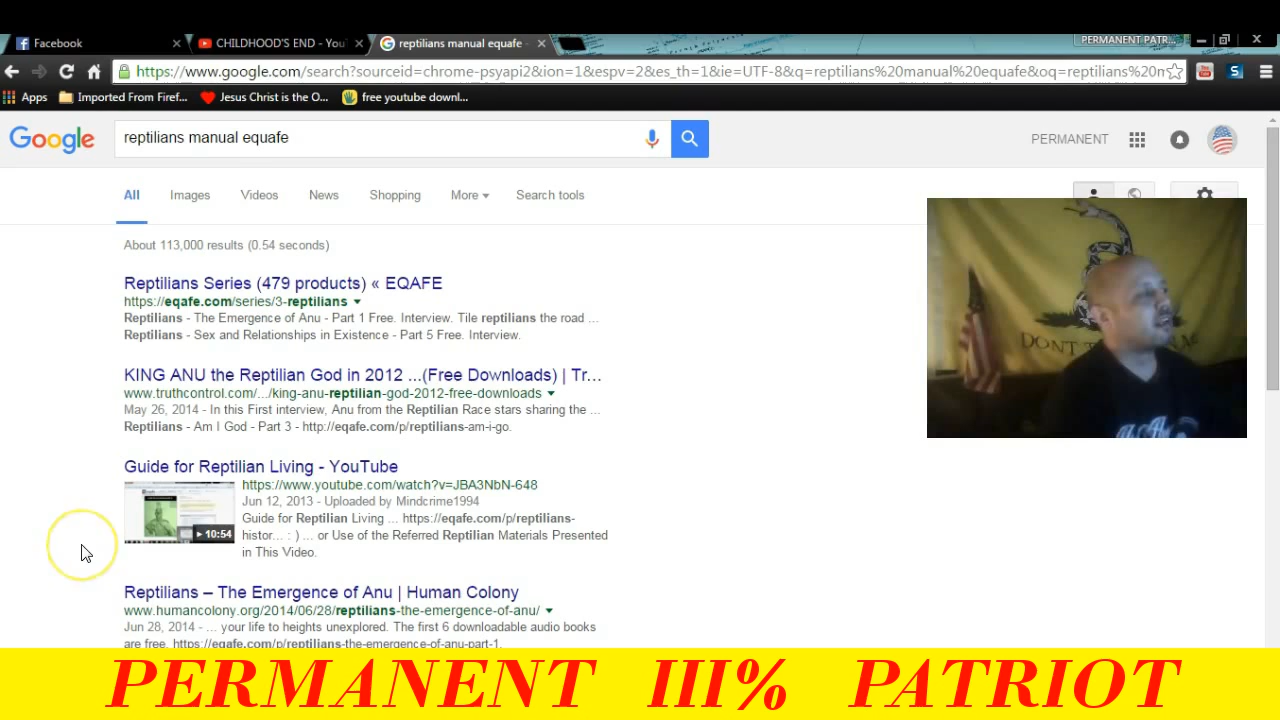 Facebook
CHILDHOOD'S END - You
reptilians manual equafe
PERMANENT PATR...
https://www.google.com/search?sourceid=chrome-psyapi2&ion=1&espv=2&es_th=1&ie=UTF-8&q=reptilians%20manual%20equafe&oq=reptilians%20m
Apps
Imported From Firef...
Jesus Christ is the O...
free youtube downl...
Google
reptilians manual equafe
PERMANENT
All
Images
Videos
News
Shopping
More
Search tools
About 113,000 results (0.54 seconds)
Reptilians Series (479 products) « EQAFE
https://eqafe.com/series/3-reptilians
Reptilians - The Emergence of Anu - Part 1 Free. Interview. Tile reptilians the road ...
Reptilians - Sex and Relationships in Existence - Part 5 Free. Interview.
KING ANU the Reptilian God in 2012 ...(Free Downloads) | Tr...
www.truthcontrol.com/.../king-anu-reptilian-god-2012-free-downloads
May 26, 2014 - In this First interview, Anu from the Reptilian Race stars sharing the ...
Reptilians - Am I God - Part 3 - http://eqafe.com/p/reptilians-am-i-go.
Guide for Reptilian Living - YouTube
https://www.youtube.com/watch?v=JBA3NbN-648
Jun 12, 2013 - Uploaded by Mindcrime1994
Guide for Reptilian Living ... https://eqafe.com/p/reptilians-
histor... : ) ... or Use of the Referred Reptilian Materials Presented
in This Video.
10:54
Reptilians – The Emergence of Anu | Human Colony
www.humancolony.org/2014/06/28/reptilians-the-emergence-of-anu/
Jun 28, 2014 - ... your life to heights unexplored. The first 6 downloadable audio books
are free. https://eqafe.com/p/reptilians-the-emergence-of-anu-part-1.
DONT
PERMANENT III% PATRIOT